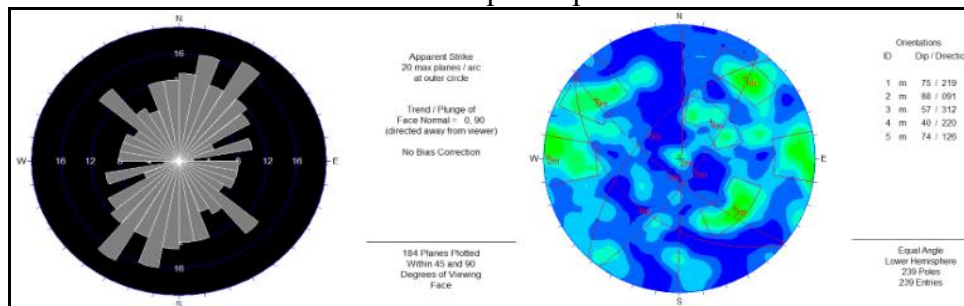 N
16
Apparent Strike
20 max planes / arc
at outer circle
Trend / Plunge of
Face Normal = 0, 90
(directed away from viewer)
No Bias Correction
W 16 12 8 4 8 12 16 E
16
S
184 Planes Plotted
Within 45 and 90
Degrees of Viewing
Face
N
W E
S
Orientations
ID Dip / Directio
1 m 75 / 219
2 m 88 / 091
3 m 57 / 312
4 m 40 / 220
5 m 74 / 126
Equal Angle
Lower Hemisphere
239 Poles
239 Entries